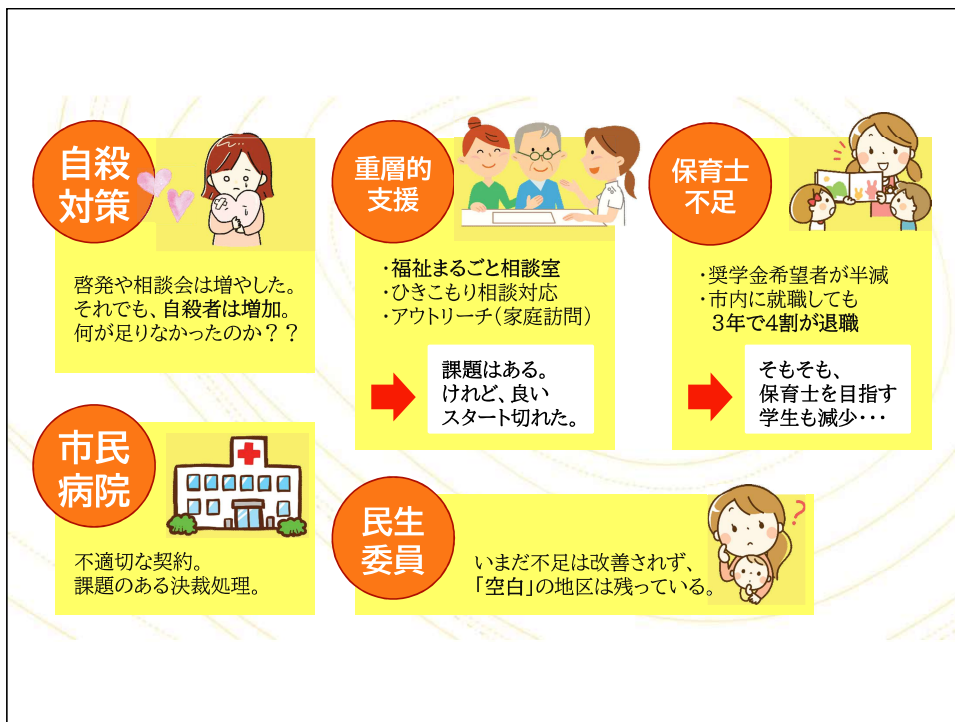 自殺
対策
啓発や相談会は増やした。
それでも、自殺者は増加。
何が足りなかったのか？？
重層的
支援
・福祉まるごと相談室
・ひきこもり相談対応
・アウトリーチ（家庭訪問）
課題はある。
けれど、良い
スタート切れた。
保育士
不足
・奨学金希望者が半減
・市内に就職しても
３年で４割が退職
そもそも、
保育士を目指す
学生も減少・・・
市民
病院
不適切な契約。
課題のある決裁処理。
民生
委員
いまだ不足は改善されず、
「空白」の地区は残っている。
?